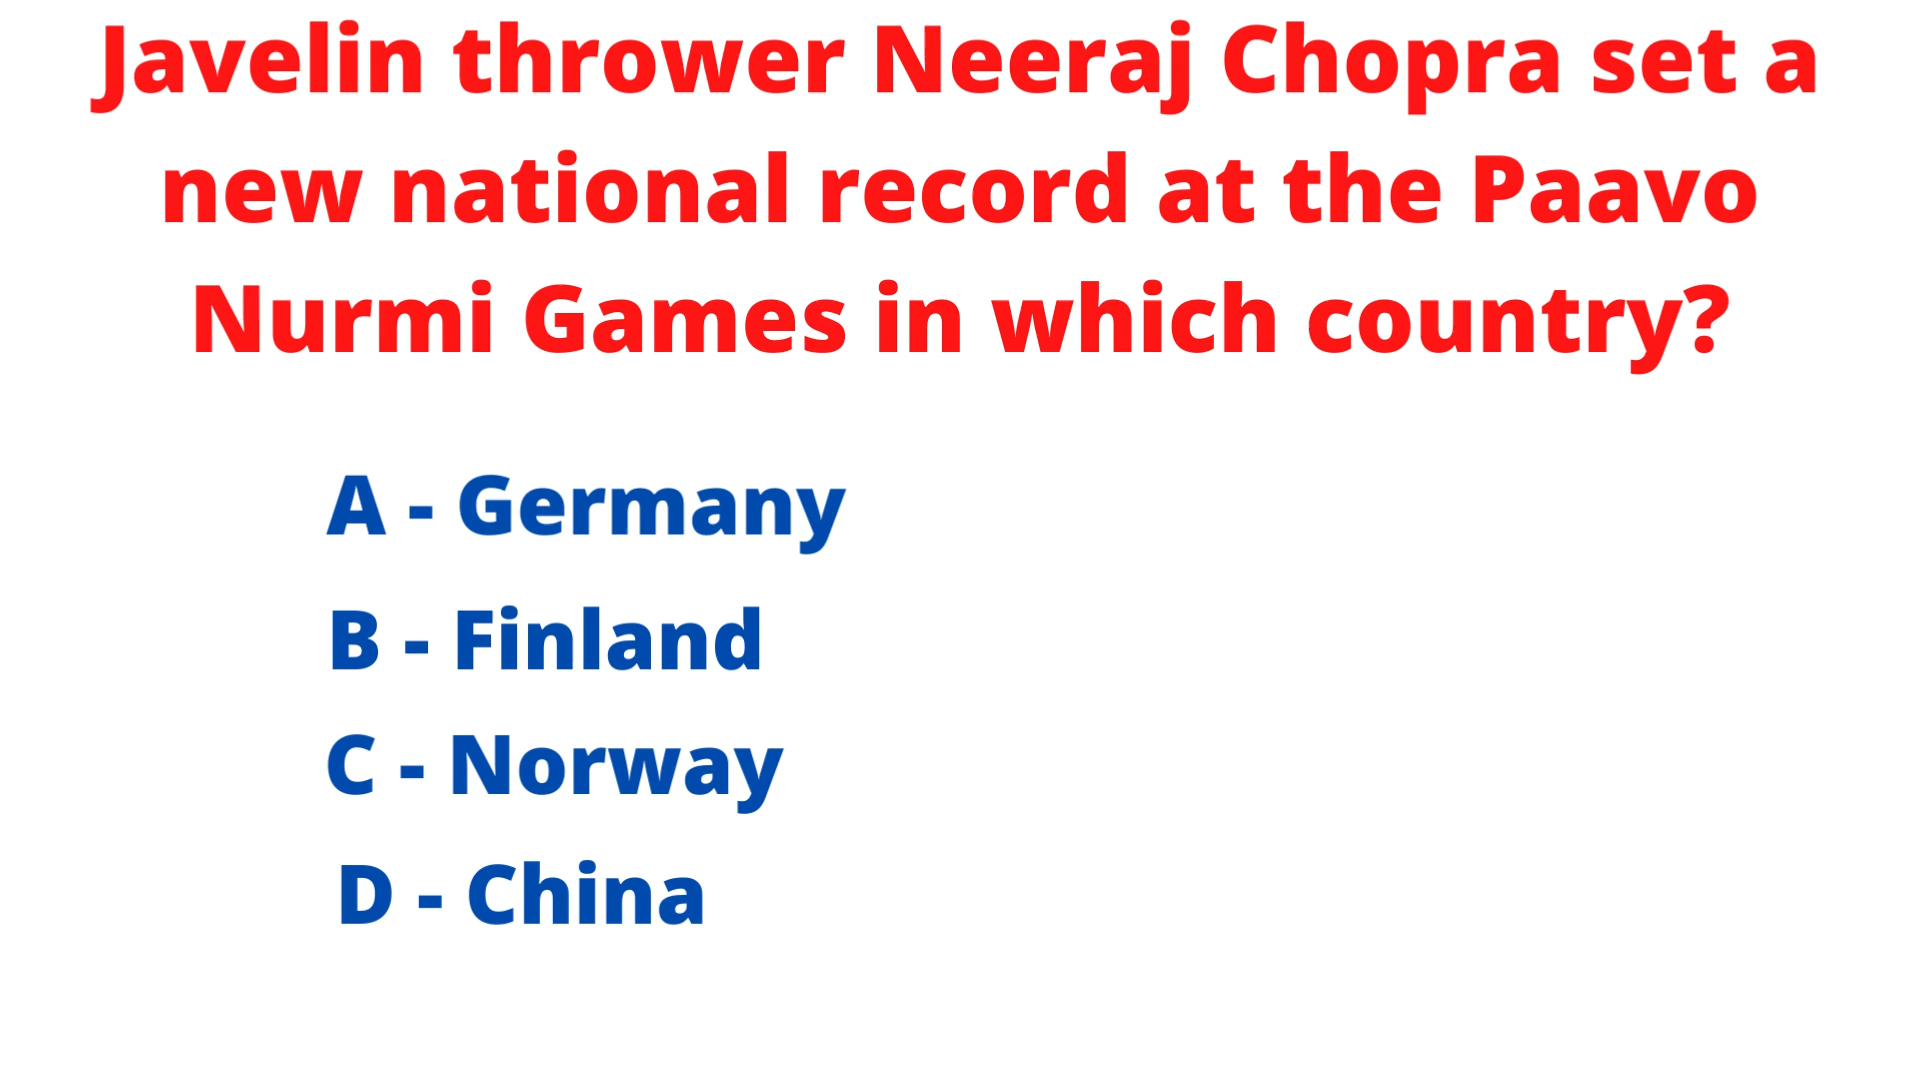 Javelin thrower Neeraj Chopra set a
new national record at the Paavo
Nurmi Games in which country?
A - Germany
B - Finland
C - Norway
D - China